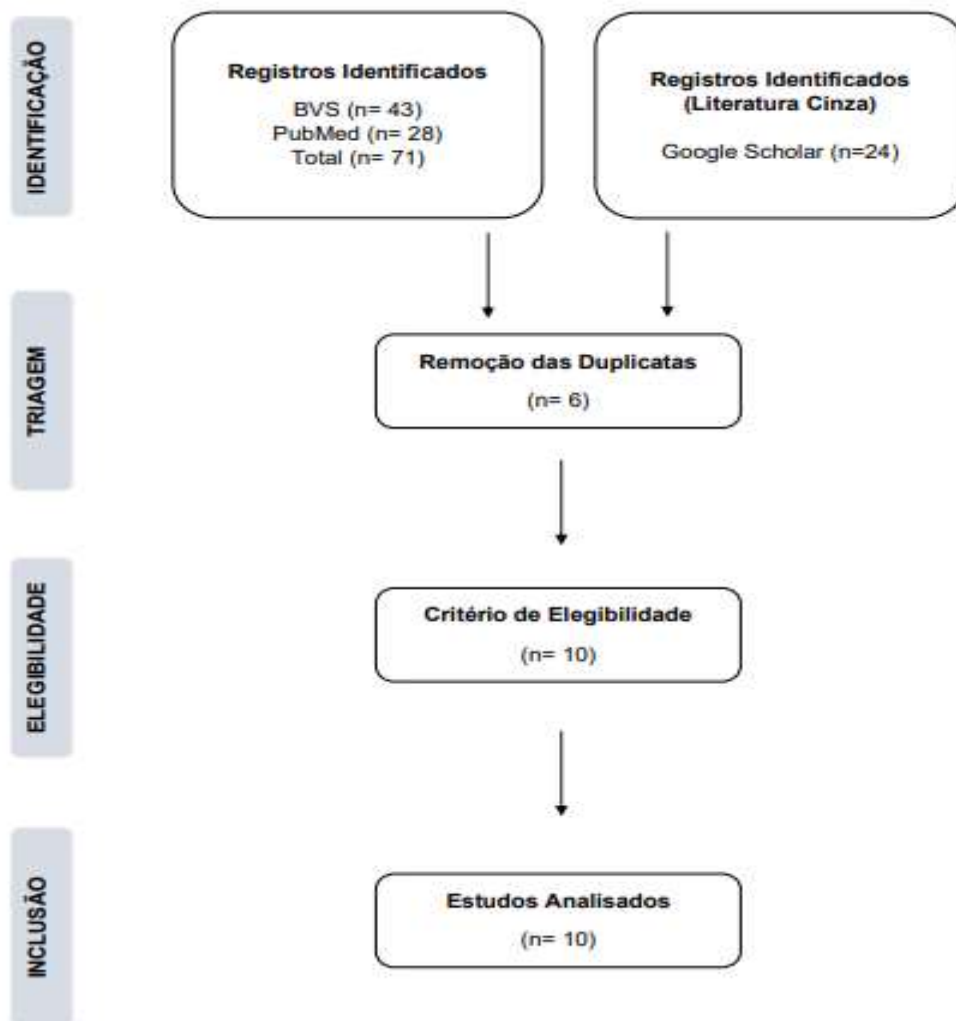 IDENTIFICAÇÃO
Registros Identificados
BVS (n= 43)
PubMed (n= 28)
Total (n= 71)
Registros Identificados
(Literatura Cinza)
Google Scholar (n=24)
TRIAGEM
Remoção das Duplicatas
(n= 6)
ELEGIBILIDADE
Critério de Elegibilidade
(n= 10)
INCLUSÃO
Estudos Analisados
(n= 10)